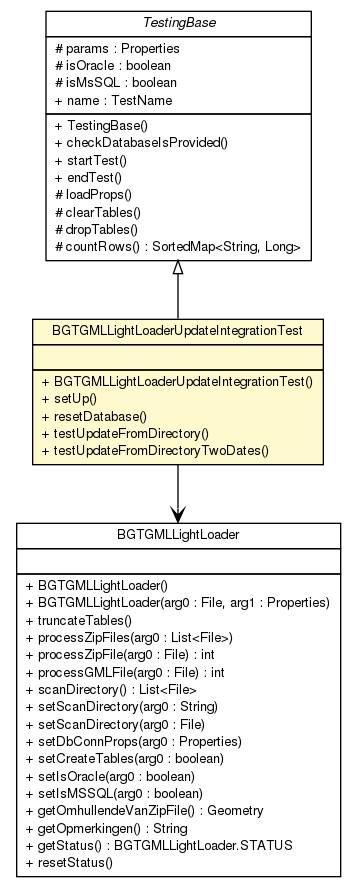 TestingBase
# params : Properties
# isOracle : boolean
# isMsSQL : boolean
+ name : TestName
+ TestingBase()
+ checkDatabaseIsProvided()
+ startTest()
+ endTest()
# loadProps()
# clearTables()
# dropTables()
# countRows() : SortedMap<String, Long>
BGTGMLLightLoaderUpdateIntegrationTest
+ BGTGMLLightLoaderUpdateIntegrationTest()
+ setUp()
+ resetDatabase()
+ testUpdateFromDirectory()
+ testUpdateFromDirectoryTwoDates()
BGTGMLLightLoader
+ BGTGMLLightLoader()
+ BGTGMLLightLoader(arg0 : File, arg1 : Properties)
+ truncateTables()
+ processZipFiles(arg0 : List<File>)
+ processZipFile(arg0 : File) : int
+ processGMLFile(arg0 : File) : int
+ scanDirectory() : List<File>
+ setScanDirectory(arg0 : String)
+ setScanDirectory(arg0 : File)
+ setDbConnProps(arg0 : Properties)
+ setCreateTables(arg0 : boolean)
+ setIsOracle(arg0 : boolean)
+ setIsMSSQL(arg0 : boolean)
+ getOmhullendeVanZipFile() : Geometry
+ getOpmerkingen() : String
+ getStatus() : BGTGMLLightLoader.STATUS
+ resetStatus()